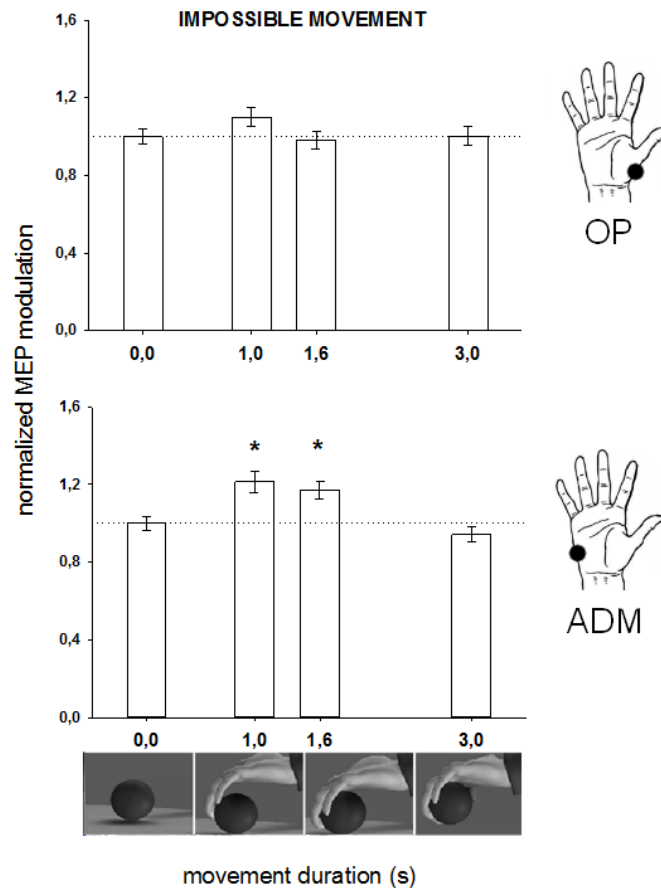 IMPOSSIBLE MOVEMENT
normalized MEP modulation
1,6
1,2
0,8
0,4
0,0
0,0 1,0 1,6 3,0
OP
1,6
1,2
0,8
0,4
0,0
* *
0,0 1,0 1,6 3,0
ADM
movement duration (s)